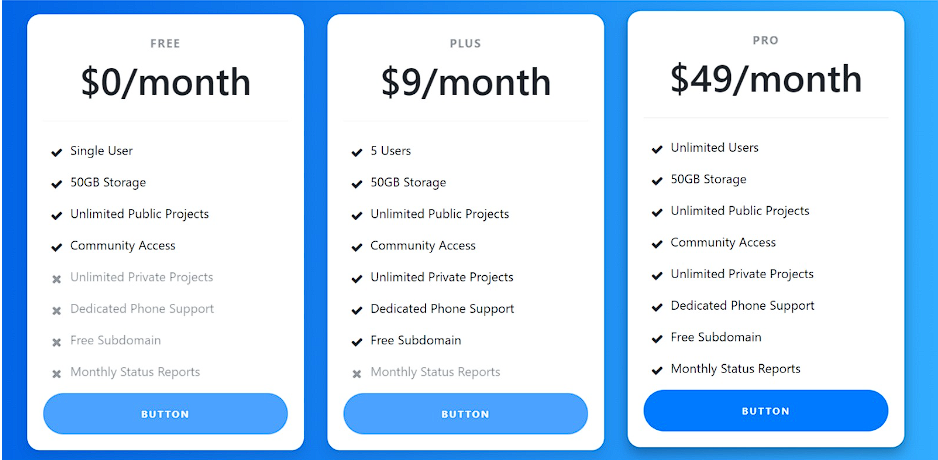 FREE
$0/month
Single User
50GB Storage
Unlimited Public Projects
Community Access
Unlimited Private Projects
Dedicated Phone Support
Free Subdomain
Monthly Status Reports
BUTTON
PLUS
$9/month
5 Users
50GB Storage
Unlimited Public Projects
Community Access
Unlimited Private Projects
Dedicated Phone Support
Free Subdomain
Monthly Status Reports
BUTTON
PRO
$49/month
Unlimited Users
50GB Storage
Unlimited Public Projects
Community Access
Unlimited Private Projects
Dedicated Phone Support
Free Subdomain
Monthly Status Reports
BUTTON